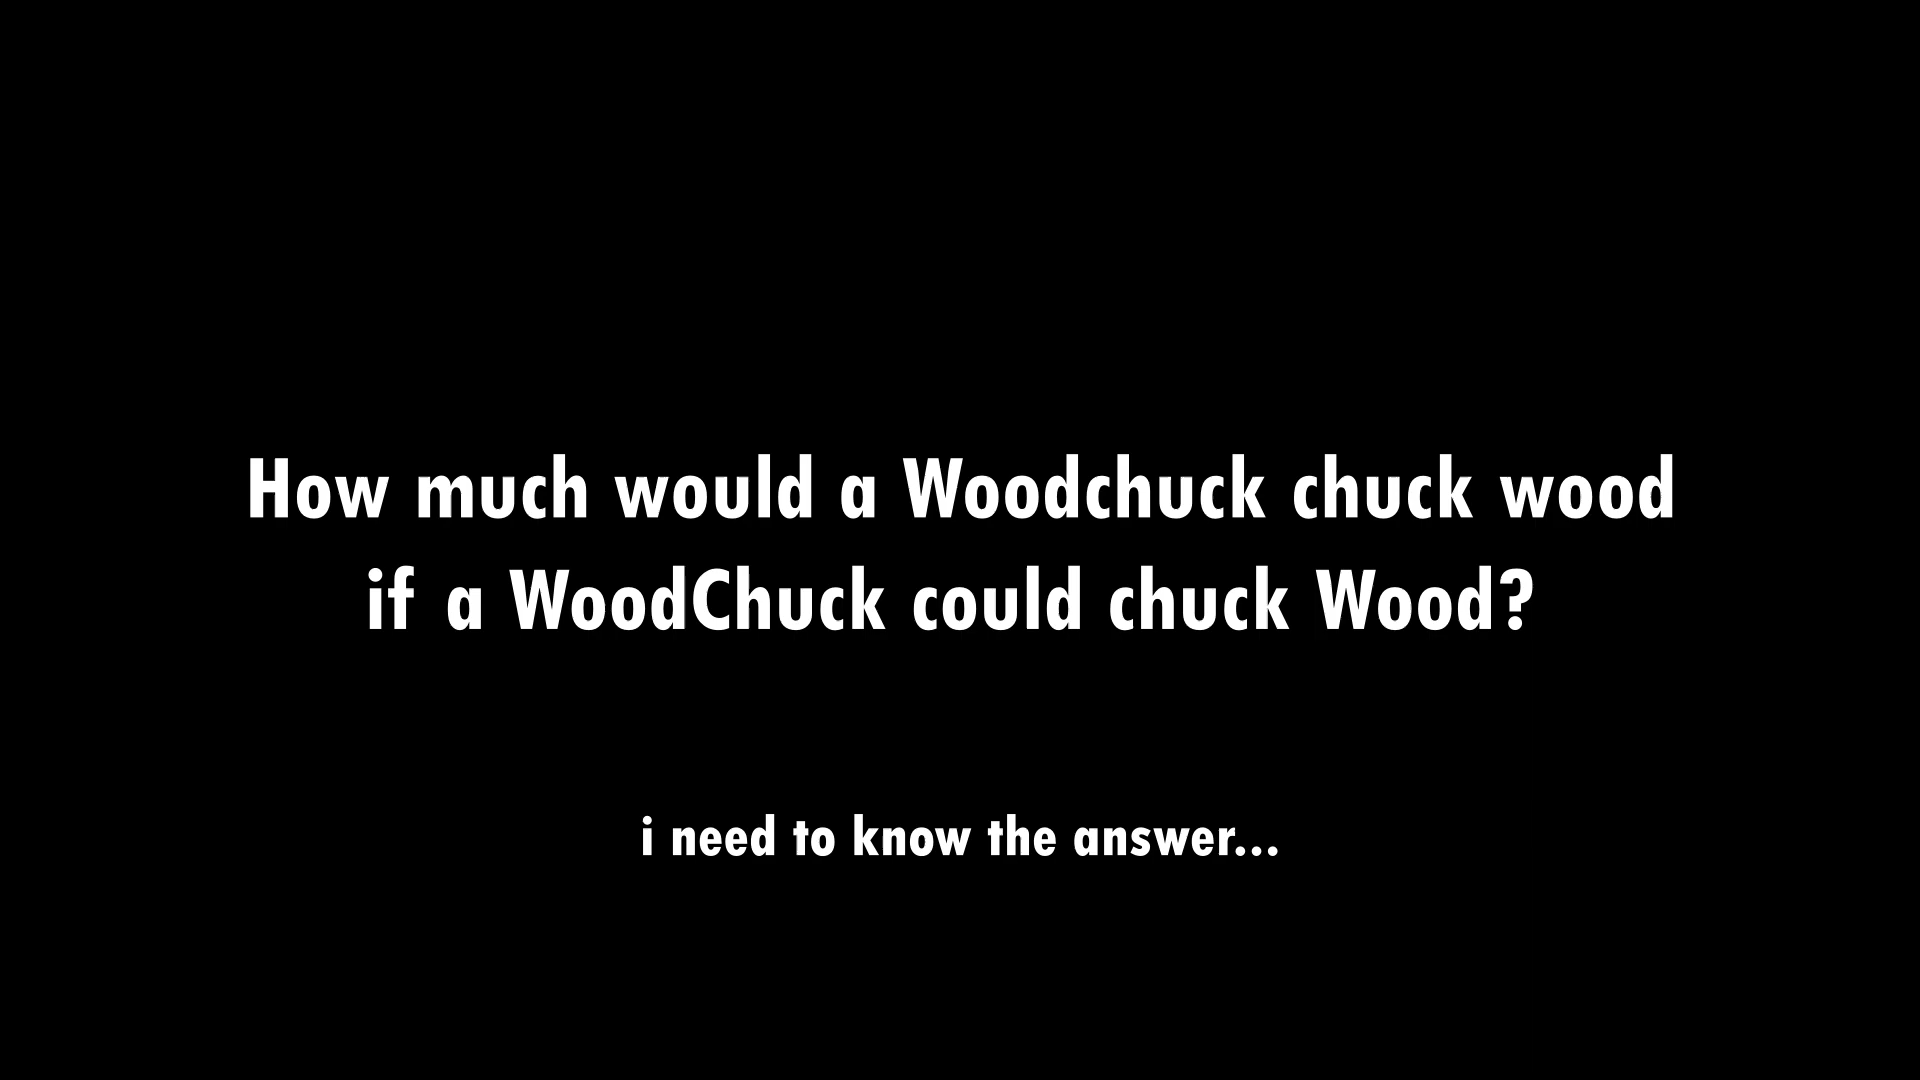 How much would a Woodchuck chuck wood
if a WoodChuck could chuck Wood?
i need to know the answer...